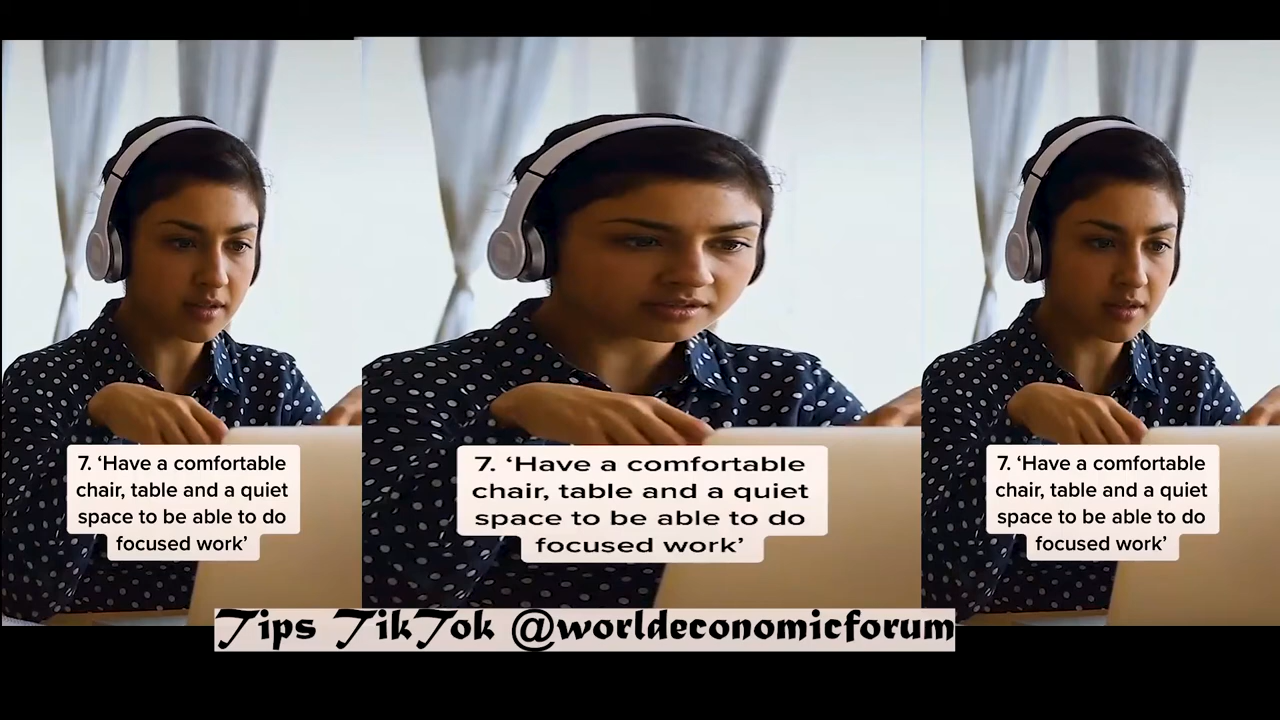 7. ‘Have a comfortable
chair, table and a quiet
space to be able to do
focused work’
7. ‘Have a comfortable
chair, table and a quiet
space to be able to do
focused work’
7. ‘Have a comfortable
chair, table and a quiet
space to be able to do
focused work’
Tips TikTok @worldeconomicforum